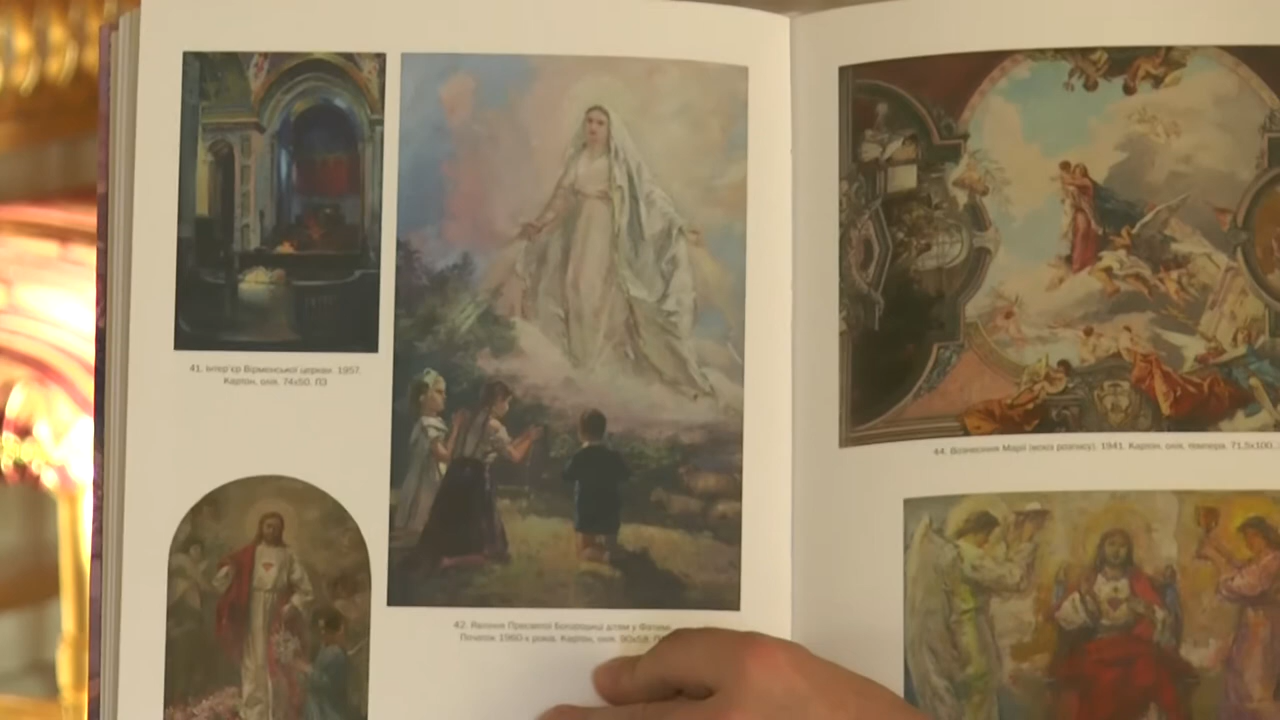 41. Інтер'єр Вірменської церкви. 1957.
Картон, олія. 74х50. ПЗ
42. Явлення Пресвятої Богородиці дітям у Фатімі.
Початок 1960-х років. Картон, олія. 90х58.
44. Вознесіння Марії (ескіз розпису). 1941. Картон, олія, темпера. 71,5х100